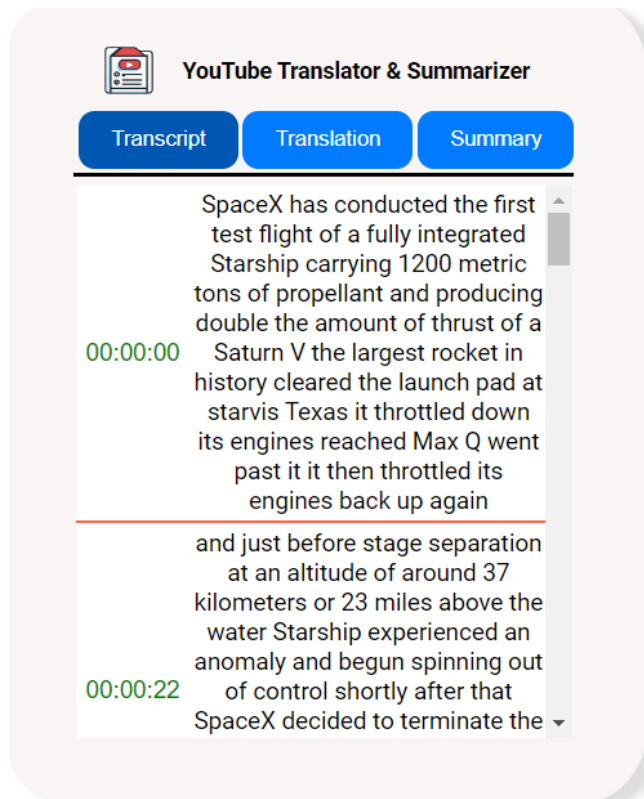 YouTube Translator & Summarizer
Transcript Translation Summary
SpaceX has conducted the first
test flight of a fully integrated
Starship carrying 1200 metric
tons of propellant and producing
double the amount of thrust of a
00:00:00 Saturn V the largest rocket in
history cleared the launch pad at
starvis Texas it throttled down
its engines reached Max Q went
past it it then throttled its
engines back up again
and just before stage separation
at an altitude of around 37
kilometers or 23 miles above the
water Starship experienced an
anomaly and begun spinning out
00:00:22 of control shortly after that
SpaceX decided to terminate the